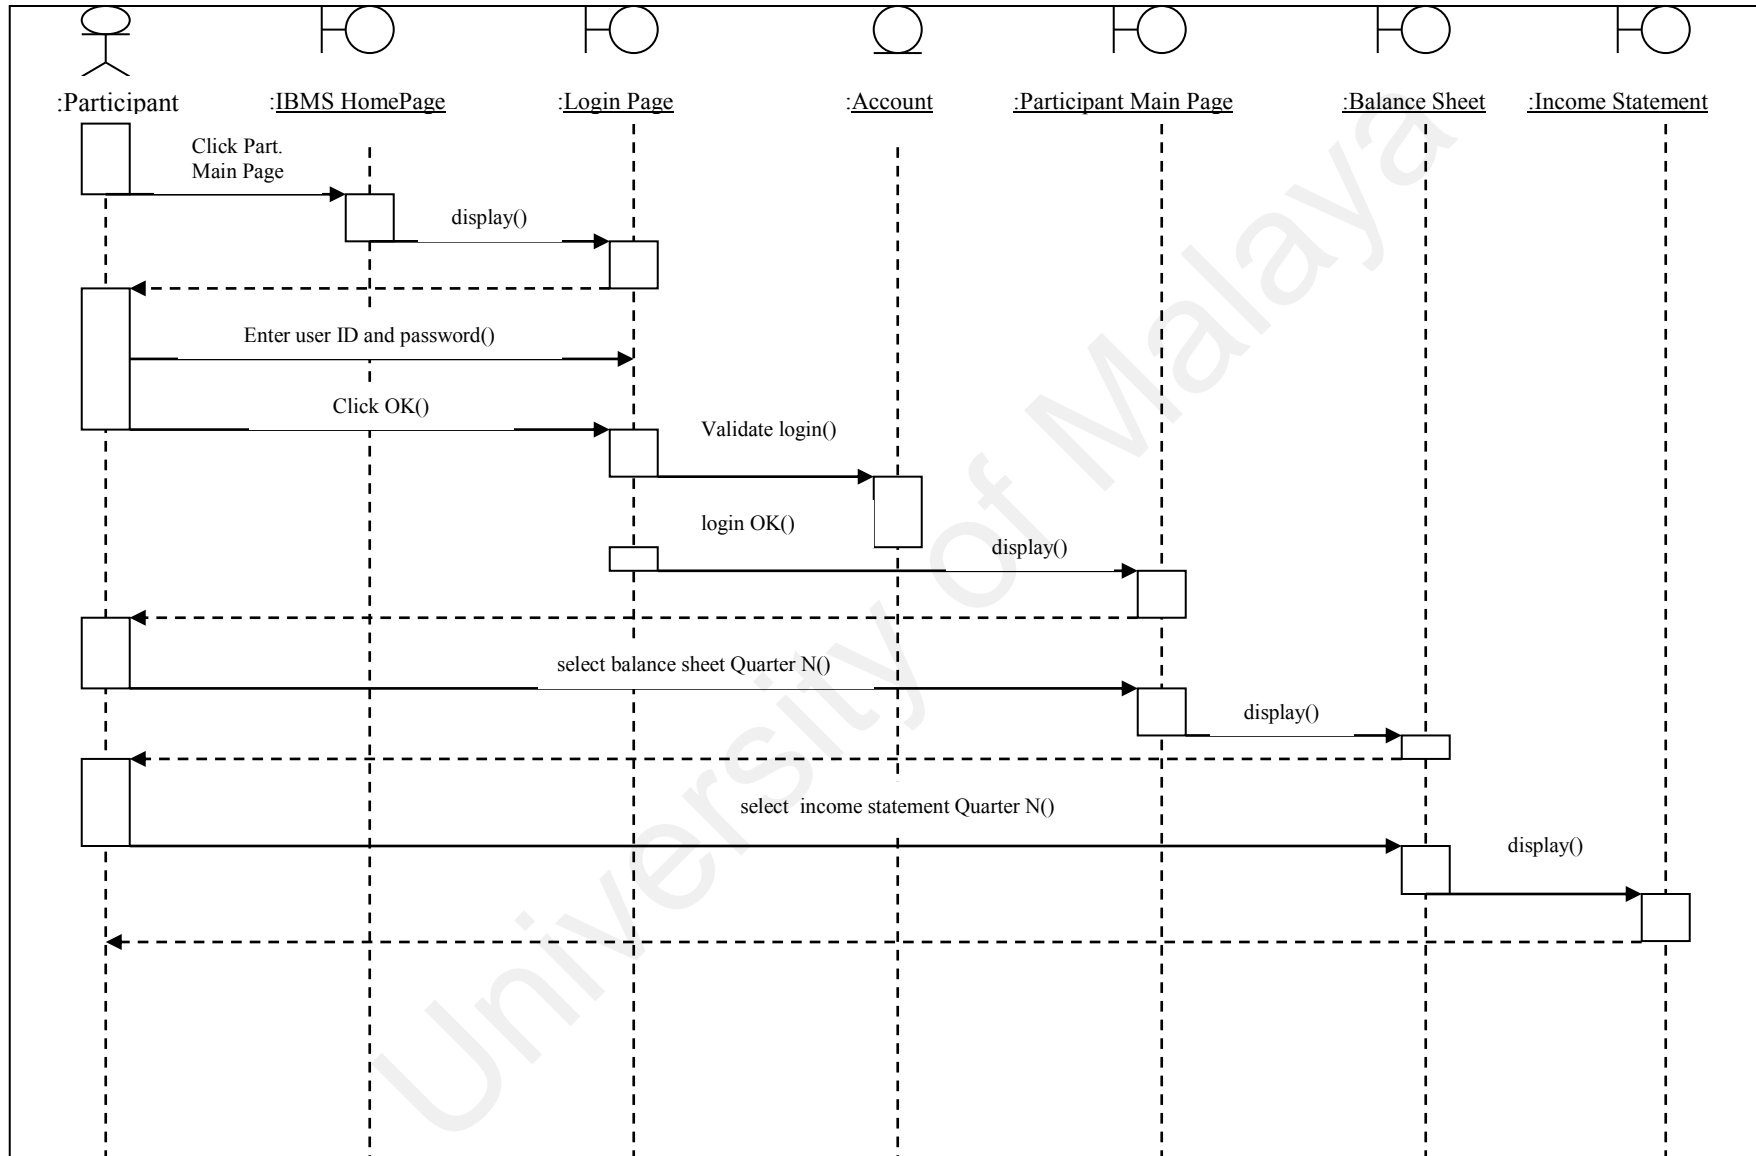 :Participant
:IBMS HomePage
:Login Page
:Account
:Participant Main Page
:Balance Sheet
:Income Statement
Click Part.
Main Page
display()
Enter user ID and password()
Click OK()
Validate login()
login OK()
display()
select balance sheet Quarter N()
display()
select  income statement Quarter N()
display()
University of Malaya